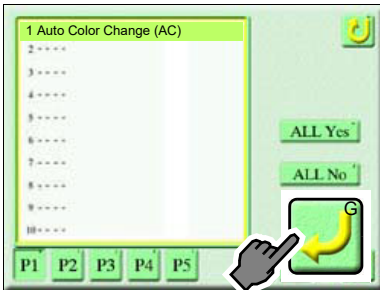 1 Auto Color Change (AC)
2 - - - -
3 - - - -
4 - - - -
5 - - - -
6 - - - -
7 - - - -
8 - - - -
9 - - - -
10 - - - -
ALL Yes
ALL No
G
P1 P2 P3 P4 P5